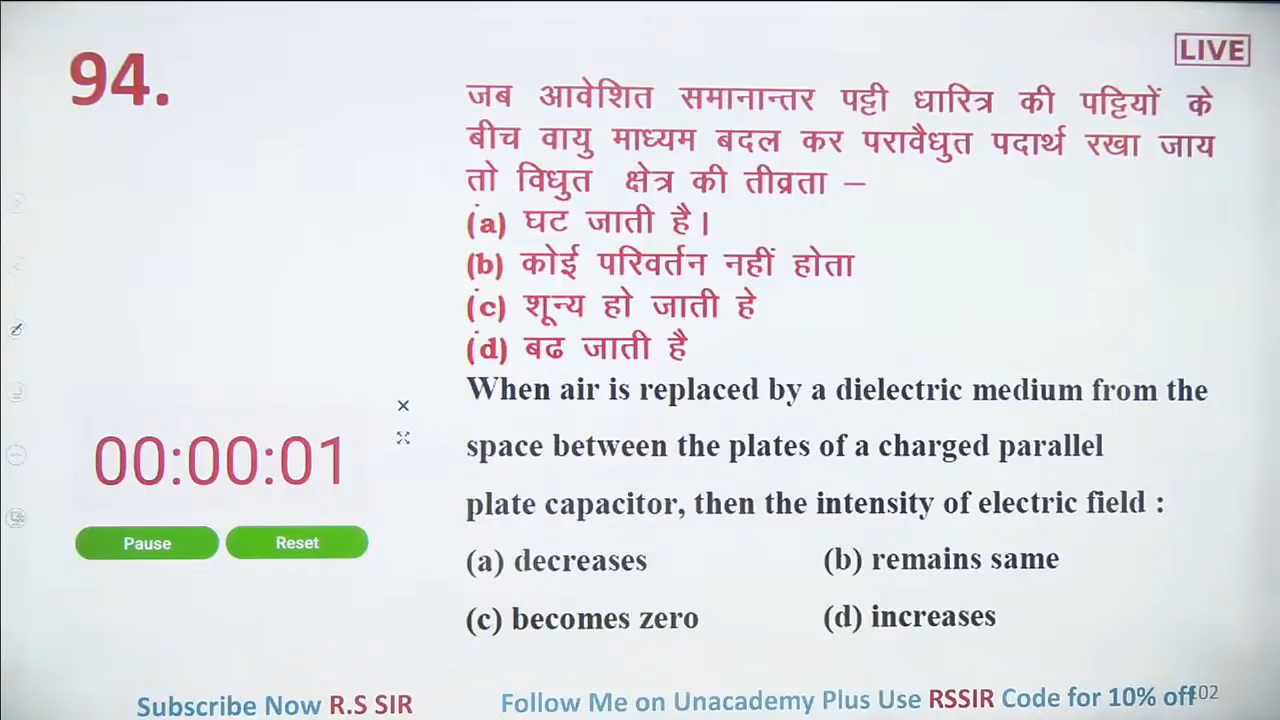 94.
LIVE
जब आवेशित समानान्तर पट्टी धारित्र की पट्टियों के
बीच वायु माध्यम बदल कर परावैधुत पदार्थ रखा जाय
तो विधुत क्षेत्र की तीव्रता –
(a) घट जाती है।
(b) कोई परिवर्तन नहीं होता
(c) शून्य हो जाती हे
(d) बढ जाती है
When air is replaced by a dielectric medium from the
space between the plates of a charged parallel
plate capacitor, then the intensity of electric field :
(a) decreases (b) remains same
(c) becomes zero (d) increases
00:00:01
Pause Reset
Subscribe Now R.S SIR
Follow Me on Unacademy Plus Use RSSIR Code for 10% off